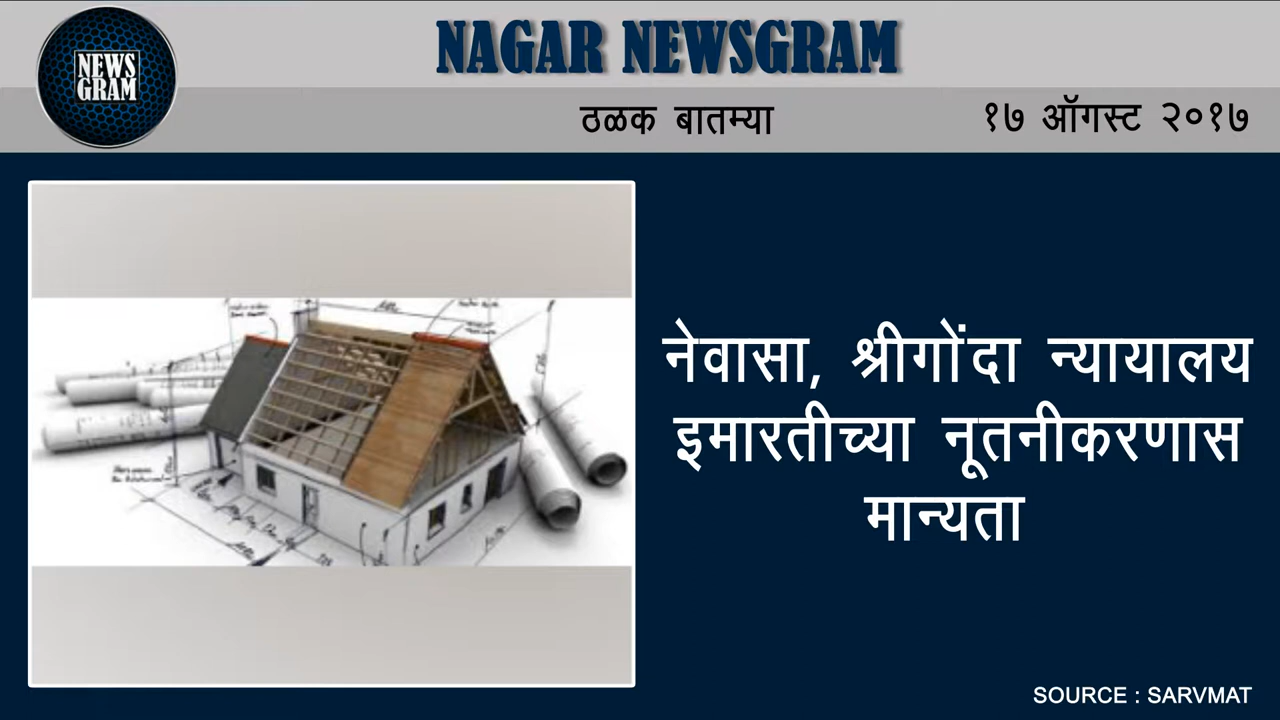 NEWS
GRAM
NAGAR NEWSGRAM
ठळक बातम्या
१७ ऑगस्ट २०१७
नेवासा, श्रीगोंदा न्यायालय
इमारतीच्या नूतनीकरणास
मान्यता
SOURCE : SARVMAT